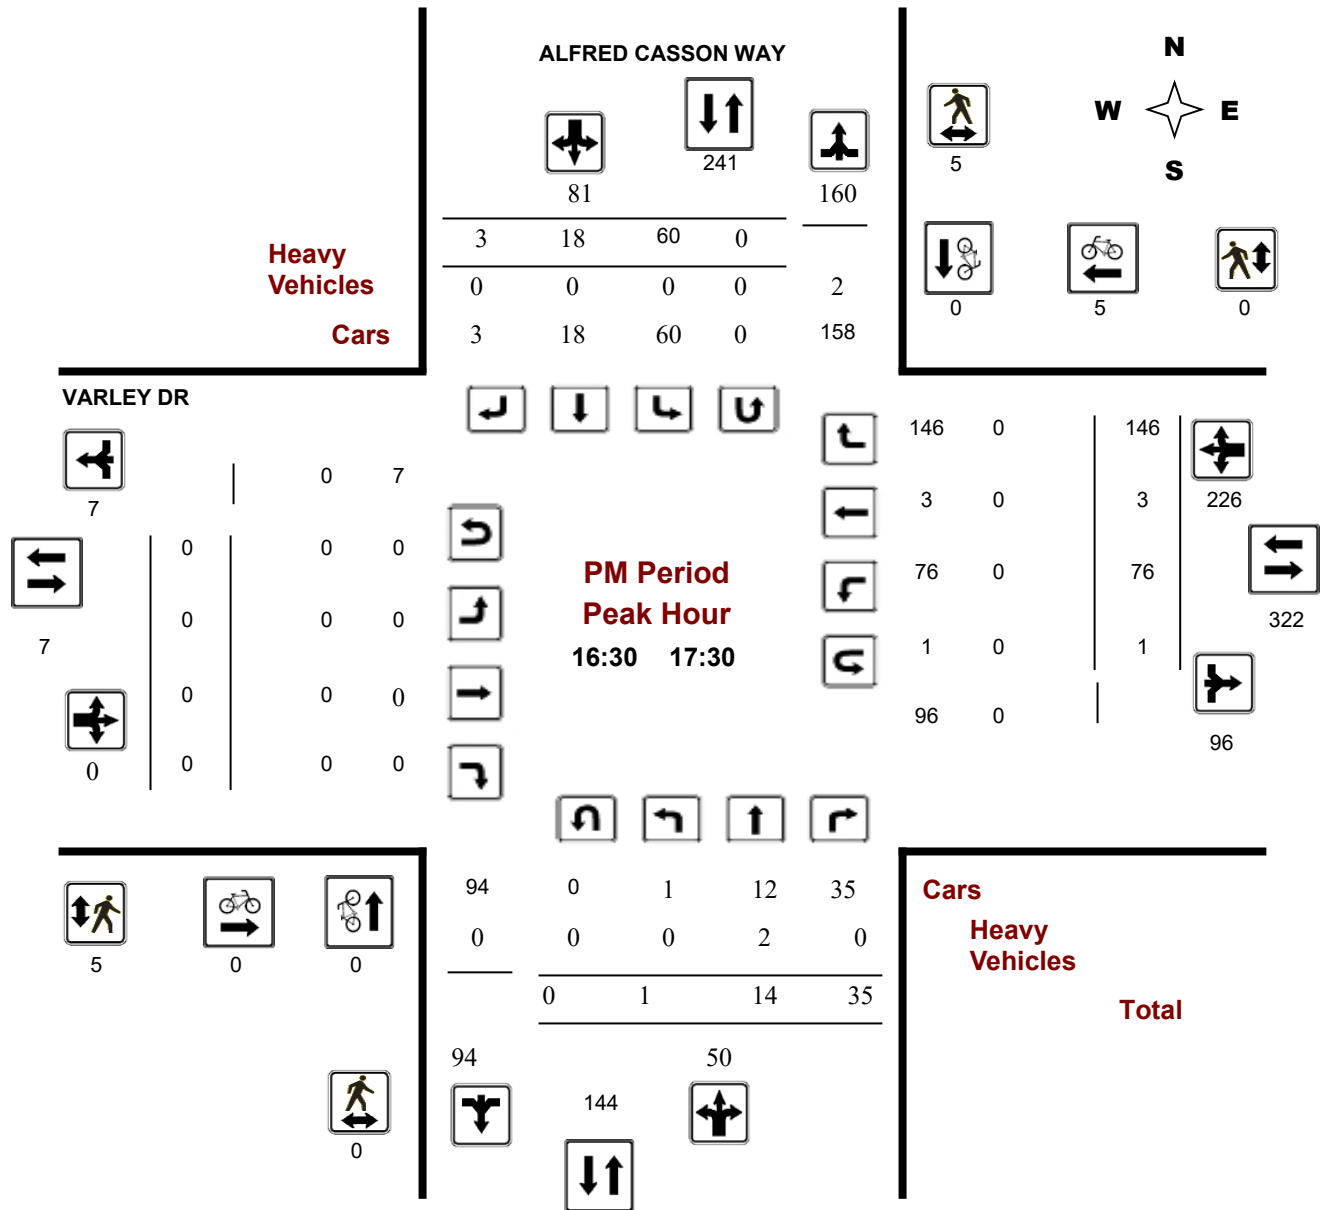 ALFRED CASSON WAY
N
W E
S
241
81
160
5
3 18 60 0
Heavy
Vehicles
0 0 0 0 2
Cars
3 18 60 0 158
0 5 0
VARLEY DR
7
0 7
0 0 0
0 0 0
0 0 0
0 0 0
7
0
PM Period
Peak Hour
16:30 17:30
146 0 146
3 0 3
76 0 76
1 0 1
96 0
226
322
96
94 0 1 12 35
0 0 0 2 0
0 1 14 35
94 50
144
5 0 0
0
Cars
Heavy
Vehicles
Total